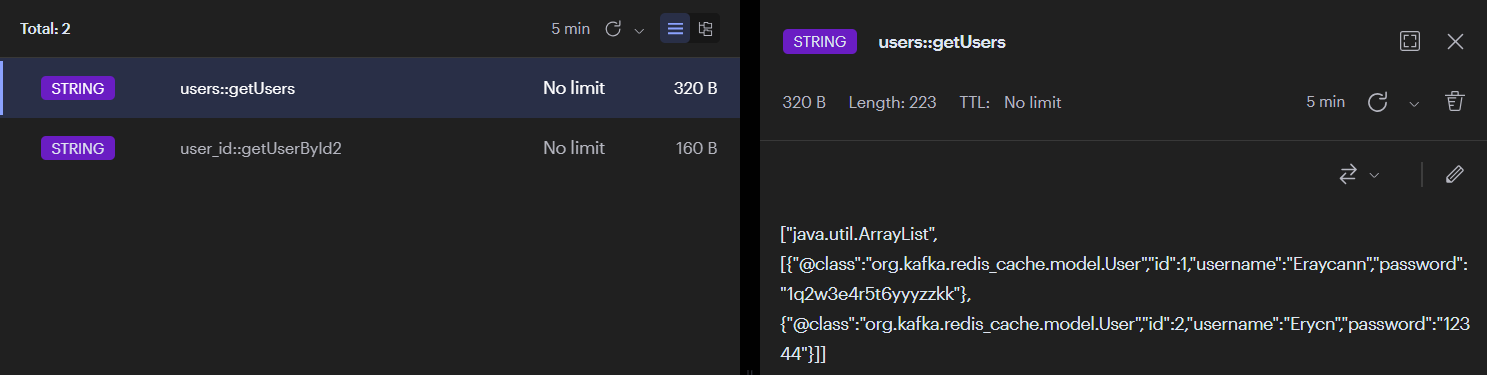 Total: 2
5 min
STRING users::getUsers No limit 320 B
STRING user_id::getUserById2 No limit 160 B
STRING users::getUsers
320 B Length: 223 TTL: No limit 5 min
["java.util.ArrayList",
[{"@class":"org.kafka.redis_cache.model.User","id":1,"username":"Eraycann","password":
"1q2w3e4r5t6yyyzzkk"},
{"@class":"org.kafka.redis_cache.model.User","id":2,"username":"Erycn","password":"123
44"}]]